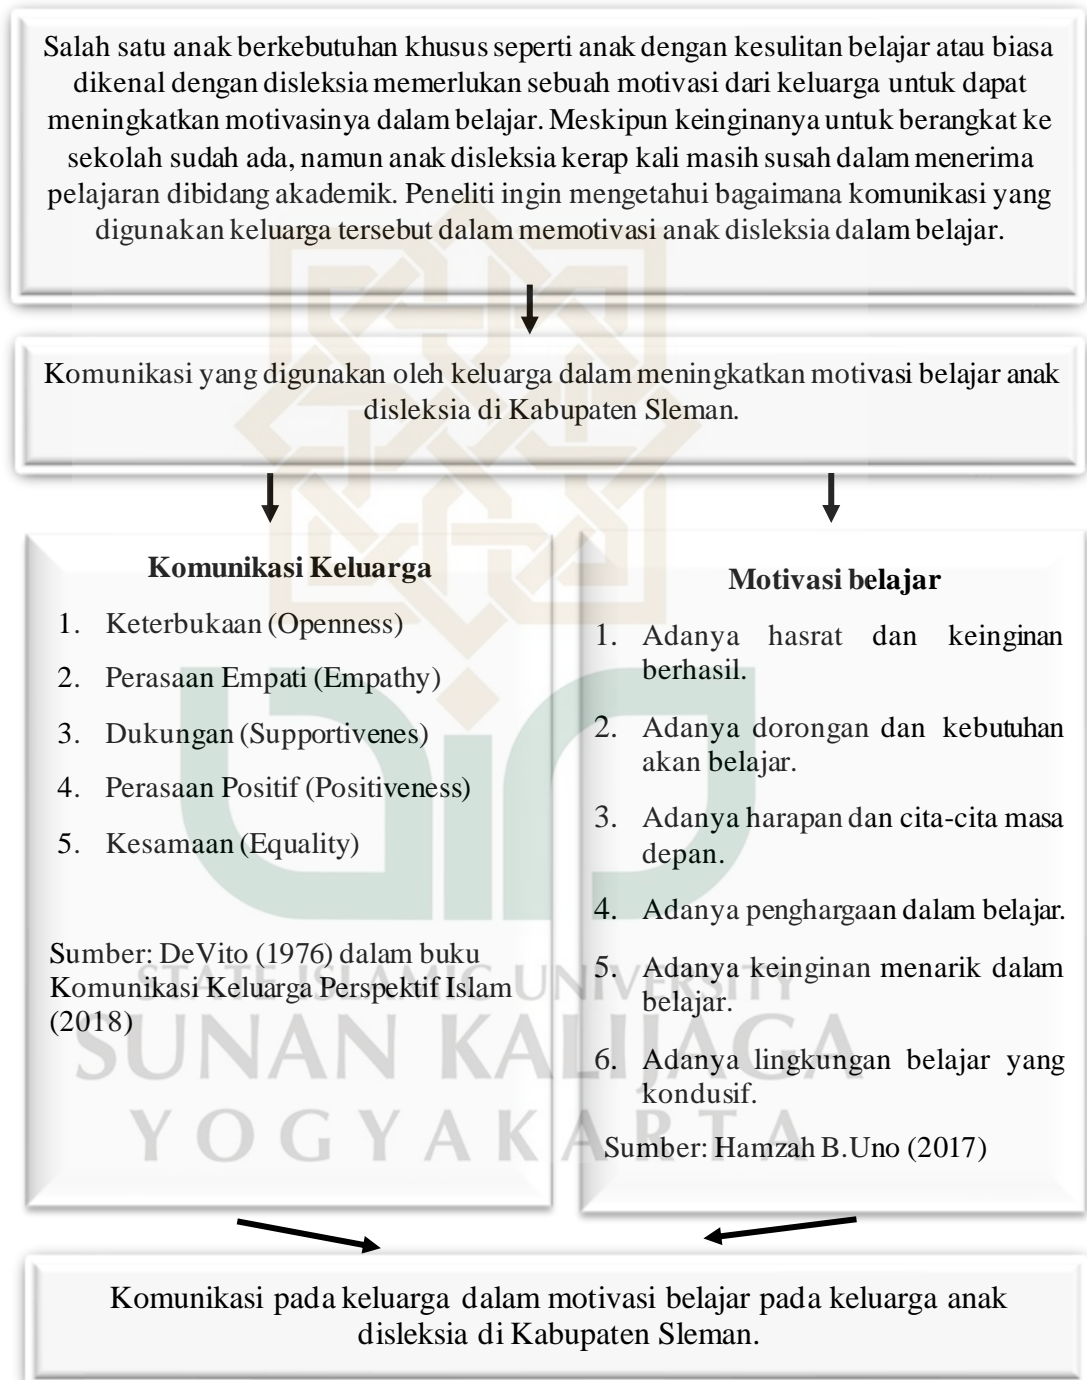 Salah satu anak berkebutuhan khusus seperti anak dengan kesulitan belajar atau biasa
dikenal dengan disleksia memerlukan sebuah motivasi dari keluarga untuk dapat
meningkatkan motivasinya dalam belajar. Meskipun keinginanya untuk berangkat ke
sekolah sudah ada, namun anak disleksia kerap kali masih susah dalam menerima
pelajaran dibidang akademik. Peneliti ingin mengetahui bagaimana komunikasi yang
digunakan keluarga tersebut dalam memotivasi anak disleksia dalam belajar.
Komunikasi yang digunakan oleh keluarga dalam meningkatkan motivasi belajar anak
disleksia di Kabupaten Sleman.
Komunikasi Keluarga
1. Keterbukaan (Openness)
2. Perasaan Empati (Empathy)
3. Dukungan (Supportivenes)
4. Perasaan Positif (Positiveness)
5. Kesamaan (Equality)
Sumber: DeVito (1976) dalam buku
Komunikasi Keluarga Perspektif Islam
(2018)
Motivasi belajar
1. Adanya hasrat dan keinginan
berhasil.
2. Adanya dorongan dan kebutuhan
akan belajar.
3. Adanya harapan dan cita-cita masa
depan.
4. Adanya penghargaan dalam belajar.
5. Adanya keinginan menarik dalam
belajar.
6. Adanya lingkungan belajar yang
kondusif.
Sumber: Hamzah B.Uno (2017)
Komunikasi pada keluarga dalam motivasi belajar pada keluarga anak
disleksia di Kabupaten Sleman.
STATE ISLAMIC UNIVERSITY
SUNAN KALIJAGA
YOGYAKARTA